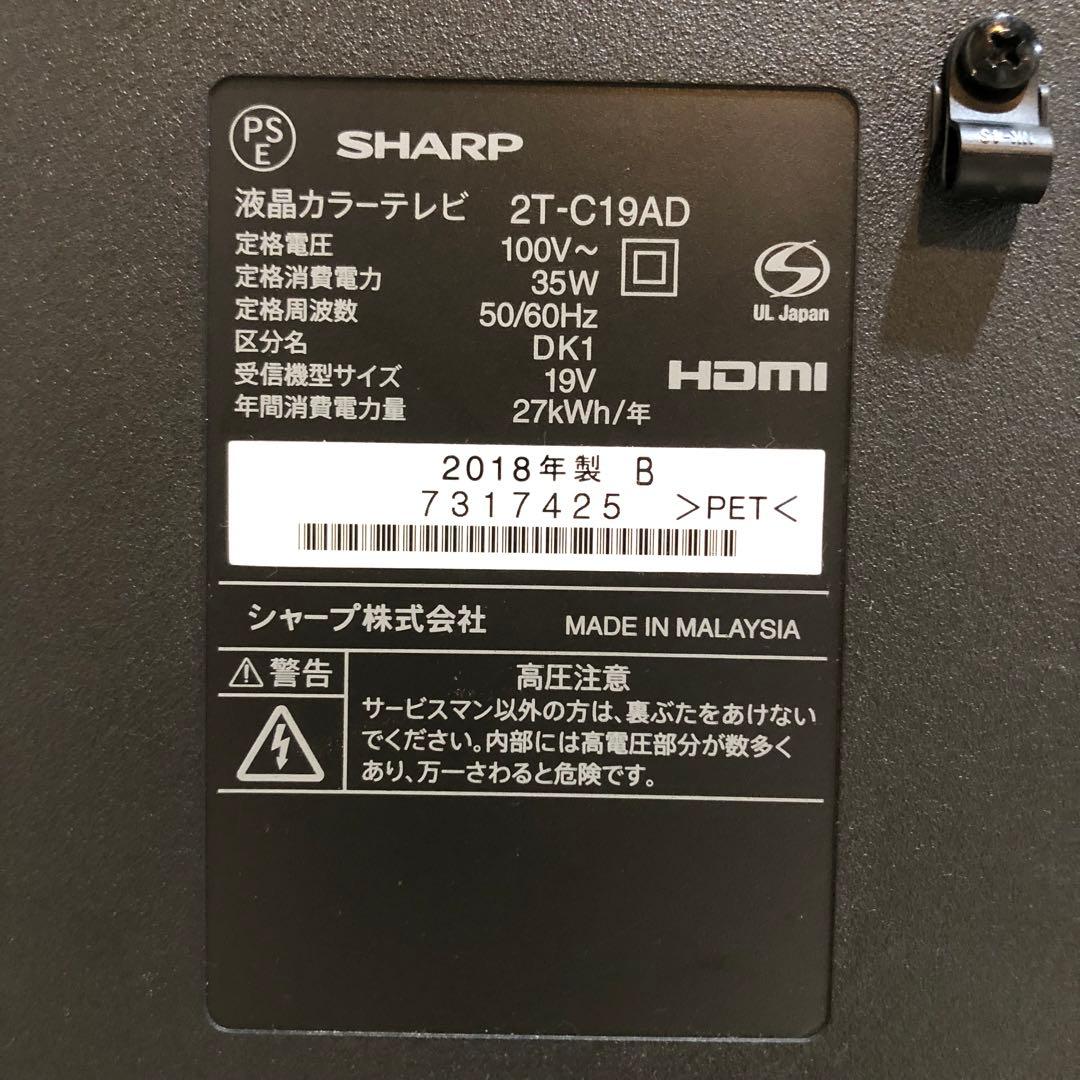 PS
E
SHARP
液晶カラーテレビ 2T-C19AD
定格電圧 100V～
定格消費電力 35W
定格周波数 50/60Hz
区分名 DK1
受信機型サイズ 19V
年間消費電力量 27kWh/年
UL Japan
HDMI
2018年製 B
7317425 >PET<
シャープ株式会社 MADE IN MALAYSIA
警告
高圧注意
サービスマン以外の方は、裏ぶたをあけない
でください。内部には高電圧部分が数多く
あり、万一さわると危険です。